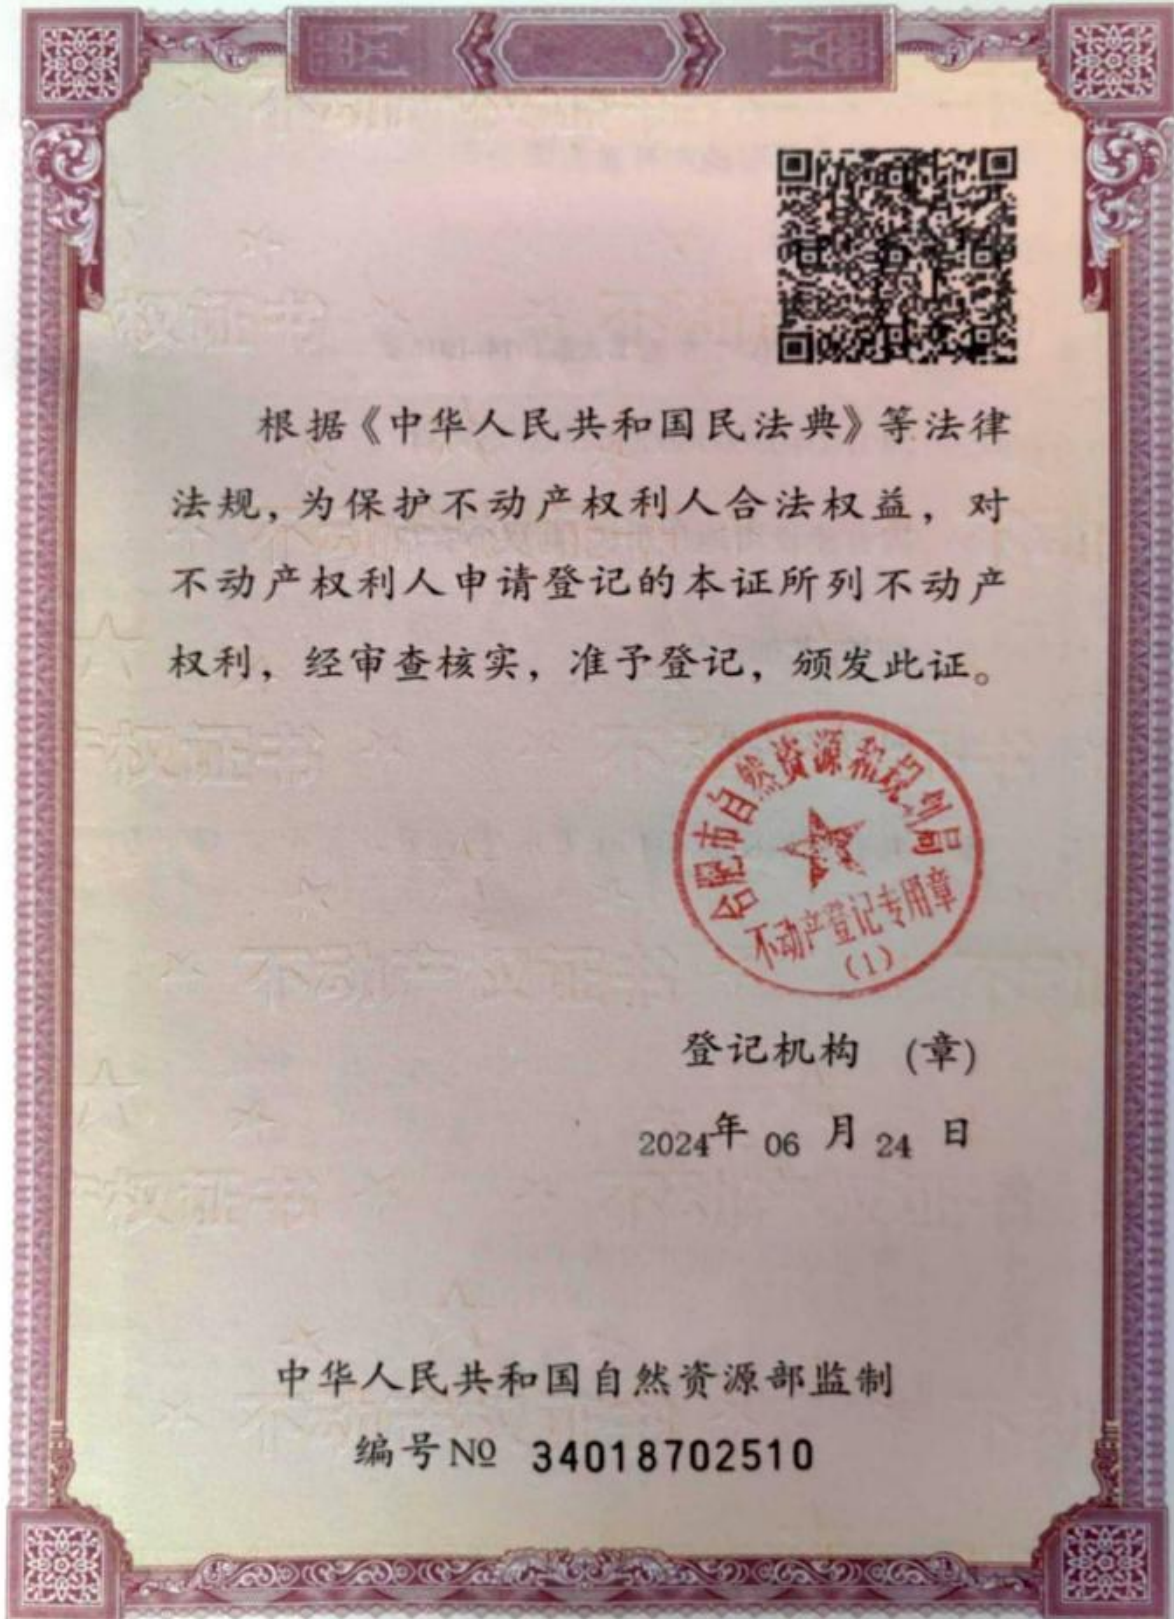 根据《中华人民共和国民法典》等法律
法规，为保护不动产权利人合法权益，对
不动产权利人申请登记的本证所列不动产
权利，经审查核实，准予登记，颁发此证。
合肥市自然资源和规划局
不动产登记专用章
(1)
登记机构 (章)
2024年 06 月 24 日
中华人民共和国自然资源部监制
编号№ 34018702510